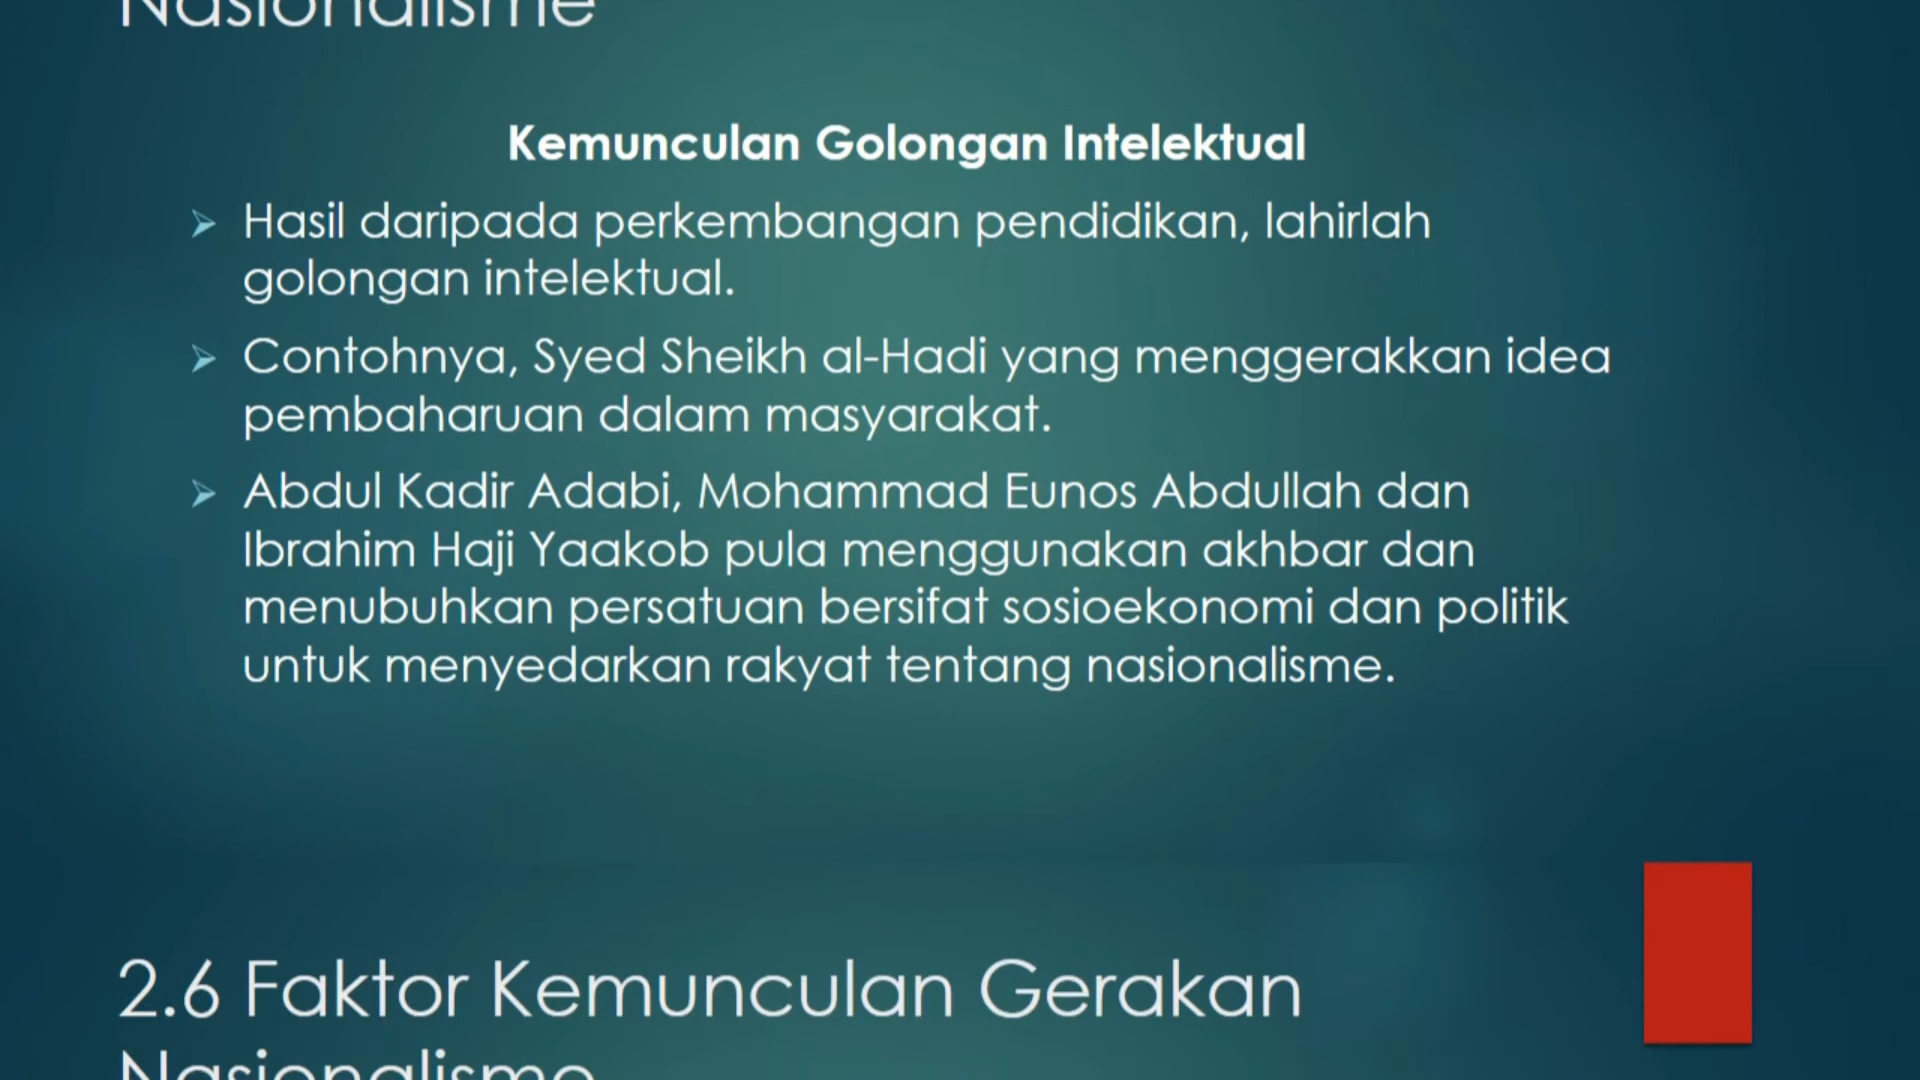 Nasionalisme
Kemunculan Golongan Intelektual
Hasil daripada perkembangan pendidikan, lahirlah
golongan intelektual.
Contohnya, Syed Sheikh al-Hadi yang menggerakkan idea
pembaharuan dalam masyarakat.
Abdul Kadir Adabi, Mohammad Eunos Abdullah dan
Ibrahim Haji Yaakob pula menggunakan akhbar dan
menubuhkan persatuan bersifat sosioekonomi dan politik
untuk menyedarkan rakyat tentang nasionalisme.
2.6 Faktor Kemunculan Gerakan
Nasionalisme